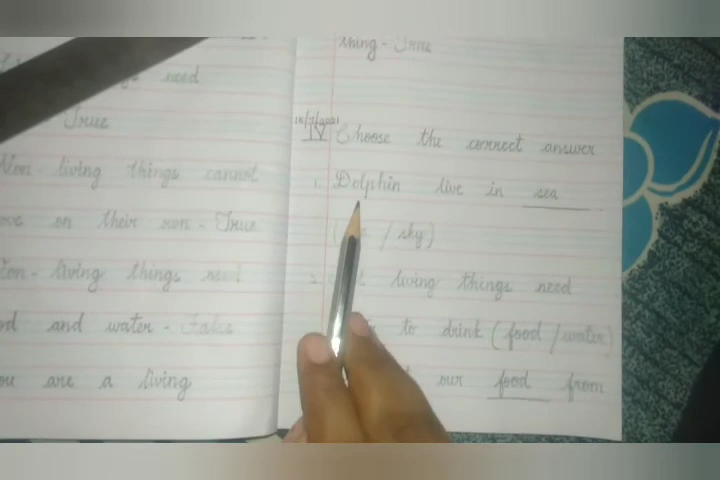 need
True
Non-living things cannot
on their own - True
Non-living things need
and water - False
are a living
thing - True
IV Choose the correct answer
1. Dolphin live in sea
/ sky)
2. living things need
to drink (food / water)
our food from